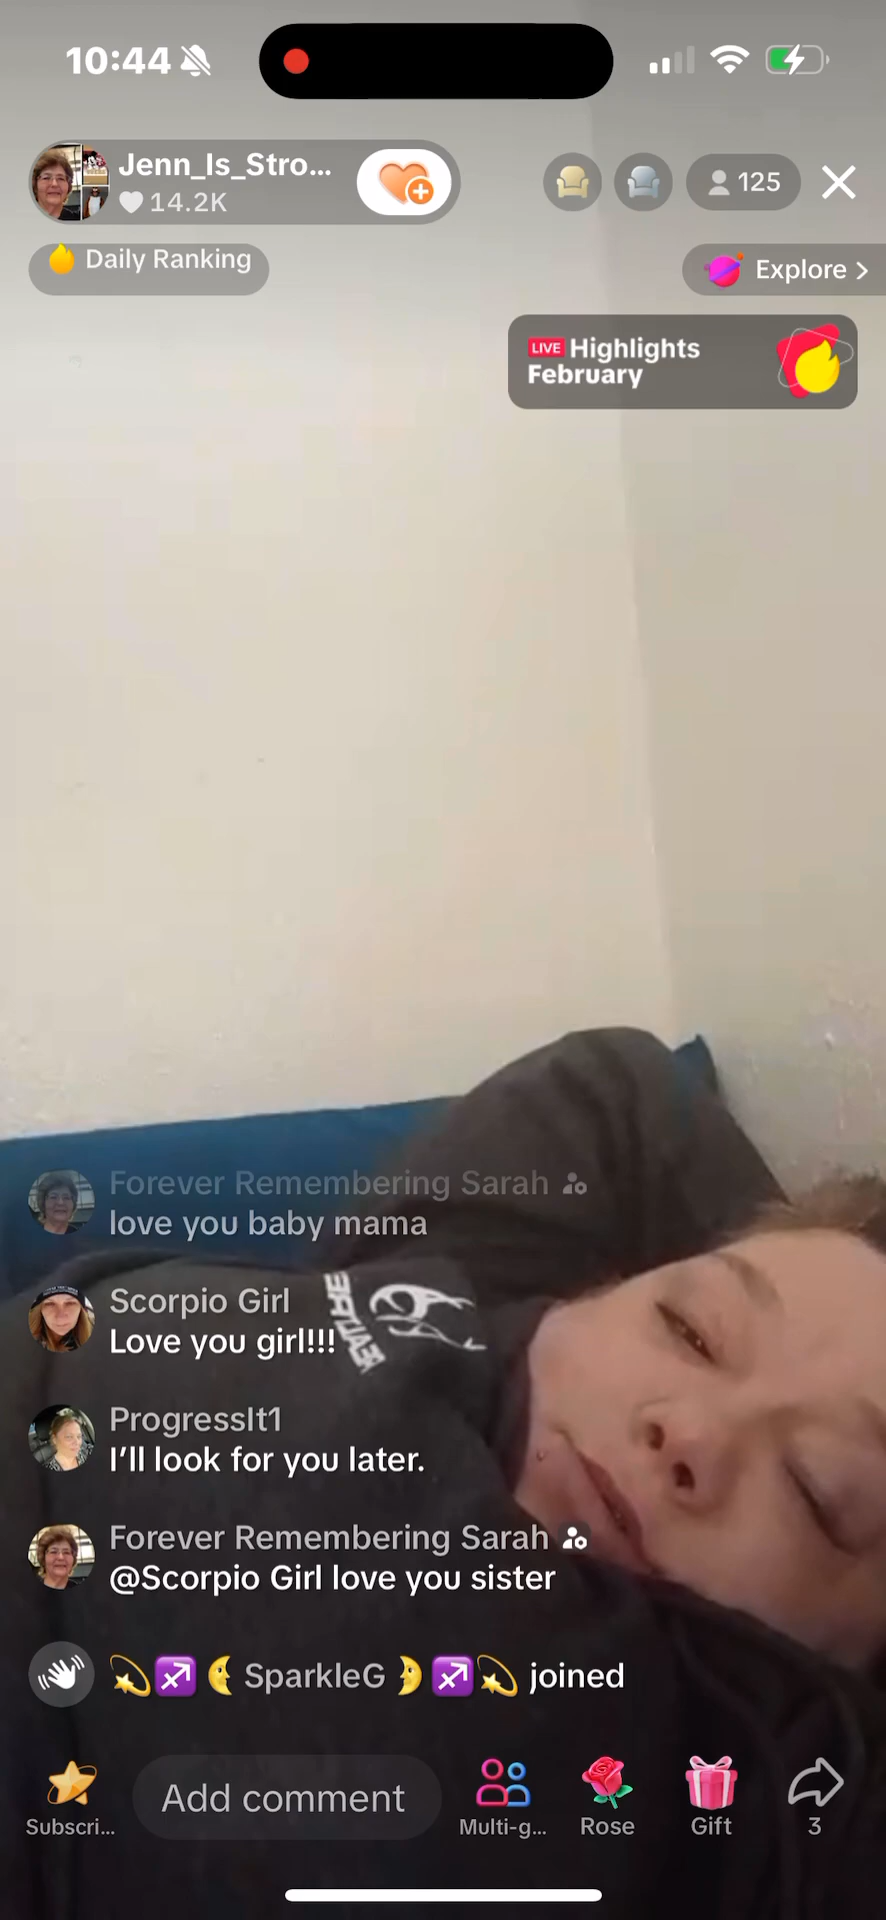 10:44
Jenn_Is_Stro...
14.2K
125
Daily Ranking
Explore >
LIVE Highlights
February
Forever Remembering Sarah
love you baby mama
Scorpio Girl
Love you girl!!!
ProgressIt1
I’ll look for you later.
Forever Remembering Sarah
@Scorpio Girl love you sister
💫♐🌜 SparkleG 🌛♐💫 joined
Add comment
Subscri...
Multi-g...
Rose
Gift
3